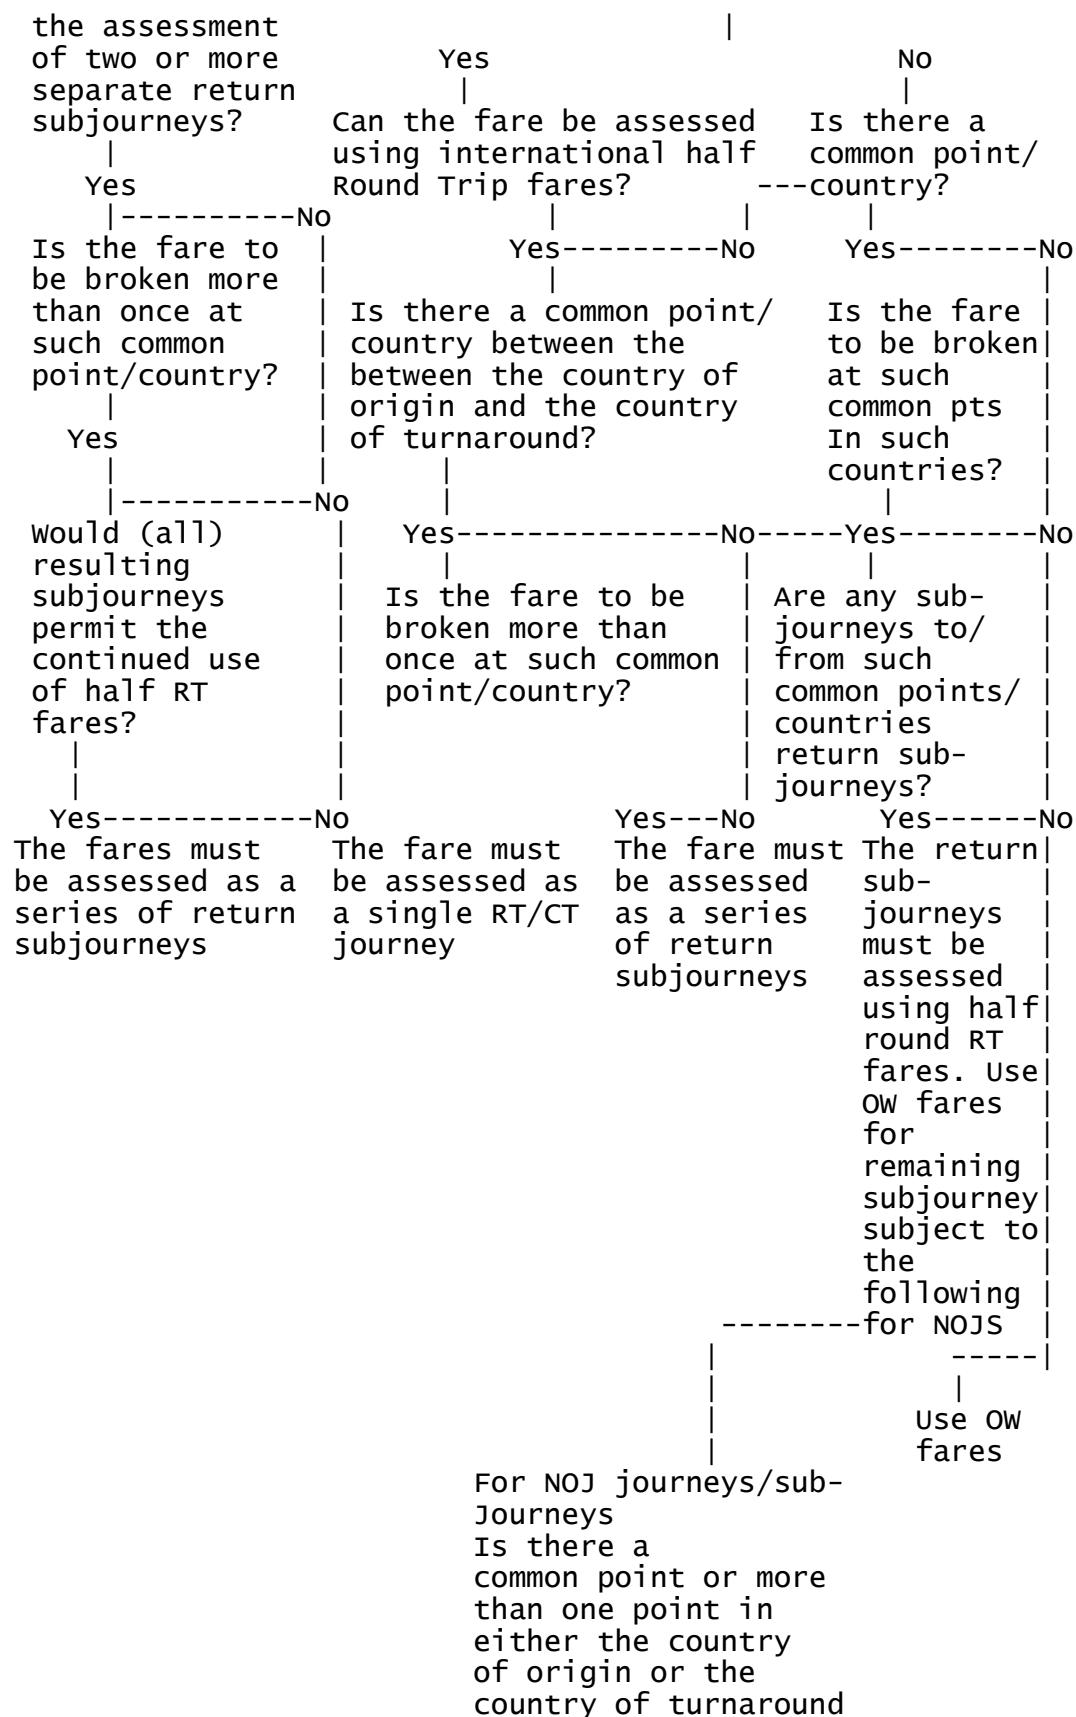 the assessment                         |
of two or more         Yes                       No
separate return         |                        |
subjourneys?     Can the fare be assessed   Is there a
    |            using international half   common point/
   Yes           Round Trip fares?       ---country?
    |----------No            |          |      |
Is the fare to  |          Yes---------No     Yes--------No
be broken more  |            |                           |
than once at    | Is there a common point/   Is the fare |
such common     | country between the        to be broken|
point/country?  | between the country of     at such     |
    |           | origin and the country     common pts  |
  Yes           | of turnaround?             In such     |
    |           |      |                     countries?  |
    |-----------No     |                        |        |
Would (all)      |   Yes---------------No-----Yes--------No
resulting        |     |                |      |         |
subjourneys      |  Is the fare to be   | Are any sub-   |
permit the       |  broken more than    | journeys to/   |
continued use    |  once at such common | from such      |
of half RT       |  point/country?      | common points/ |
fares?           |                      | countries      |
  |              |                      | return sub-    |
  |              |                      | journeys?      |
 Yes------------No               Yes---No       Yes------No
The fares must     The fare must   The fare must The return|
be assessed as a  be assessed as  be assessed   sub-      |
series of return  a single RT/CT  as a series   journeys  |
subjourneys       journey         of return     must be   |
subjourneys   assessed  |
using half|
round RT  |
fares. Use|
OW fares  |
for       |
remaining |
subjourney|
subject to|
the       |
following |
--------for NOJS  |
|             -----|
|             |
|           Use OW
|           fares
For NOJ journeys/sub-
Journeys
Is there a
common point or more
than one point in
either the country
of origin or the
country of turnaround